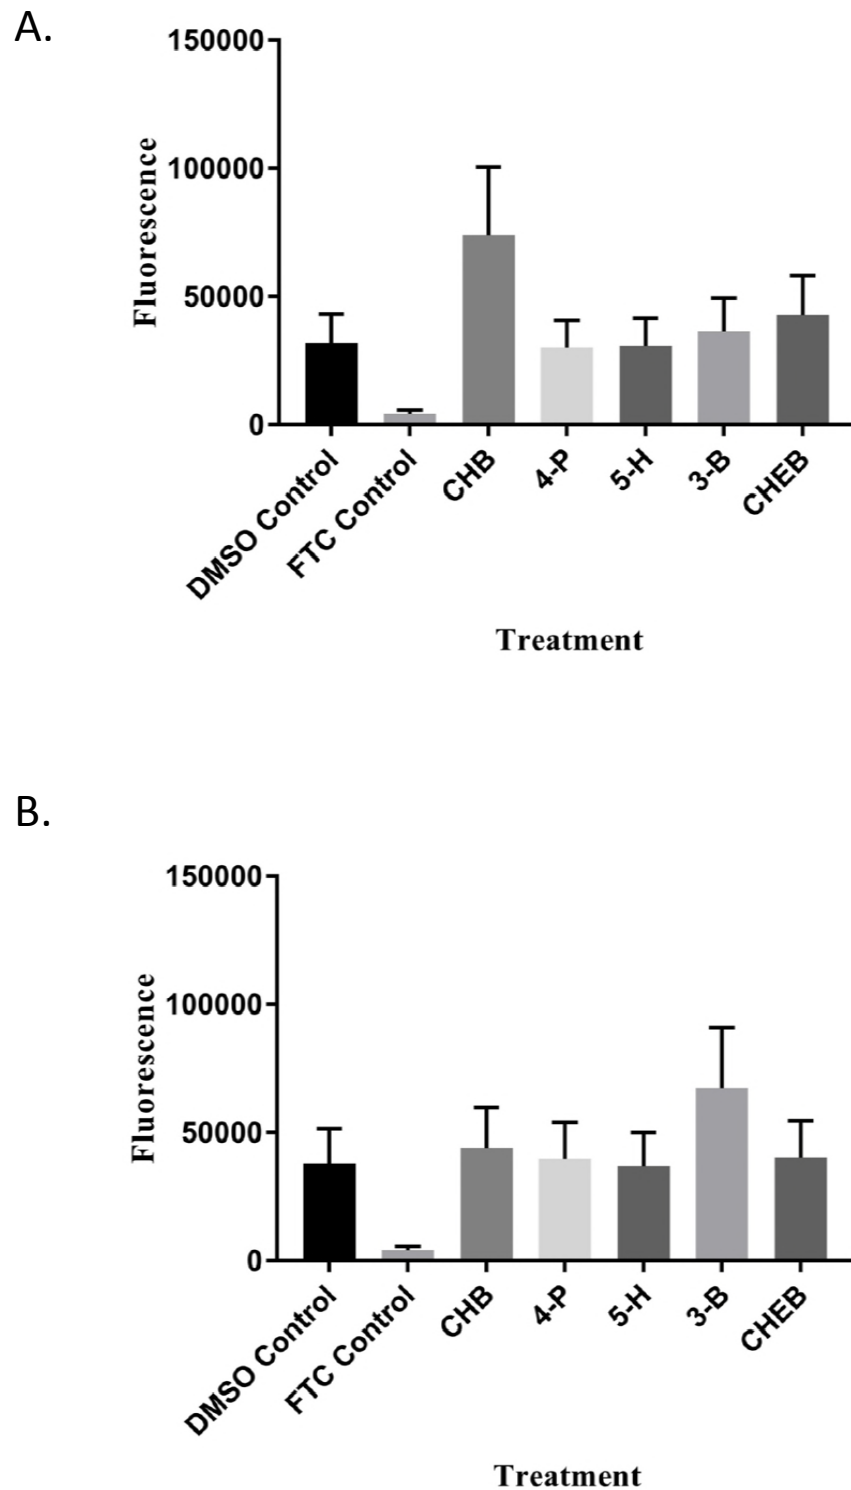 A.
150000
100000
50000
0
Fluorescence
DMSO Control
FTC Control
CHB
4-P
5-H
3-B
CHEB
Treatment
B.
150000
100000
50000
0
Fluorescence
DMSO Control
FTC Control
CHB
4-P
5-H
3-B
CHEB
Treatment